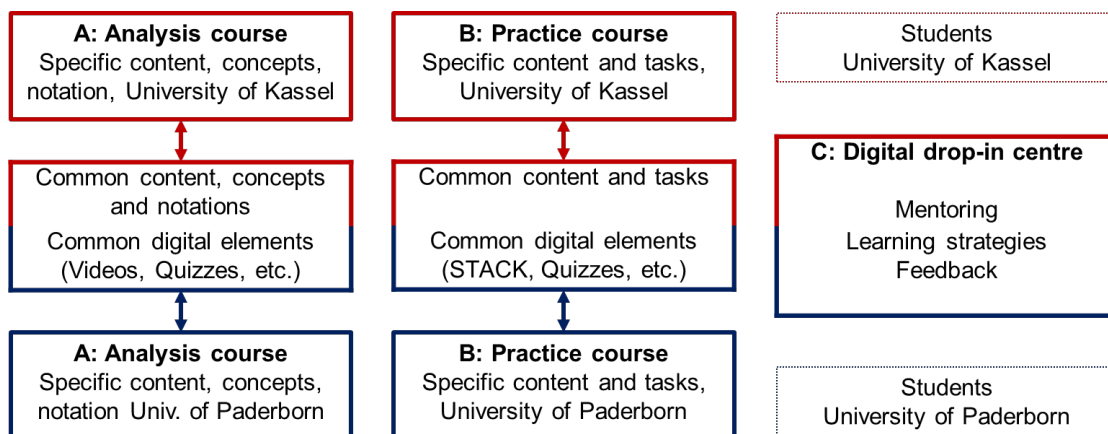 A: Analysis course
Specific content, concepts,
notation, University of Kassel
B: Practice course
Specific content and tasks,
University of Kassel
Students
University of Kassel
Common content, concepts
and notations
Common digital elements
(Videos, Quizzes, etc.)
Common content and tasks
Common digital elements
(STACK, Quizzes, etc.)
C: Digital drop-in centre
Mentoring
Learning strategies
Feedback
A: Analysis course
Specific content, concepts,
notation Univ. of Paderborn
B: Practice course
Specific content and tasks,
University of Paderborn
Students
University of Paderborn